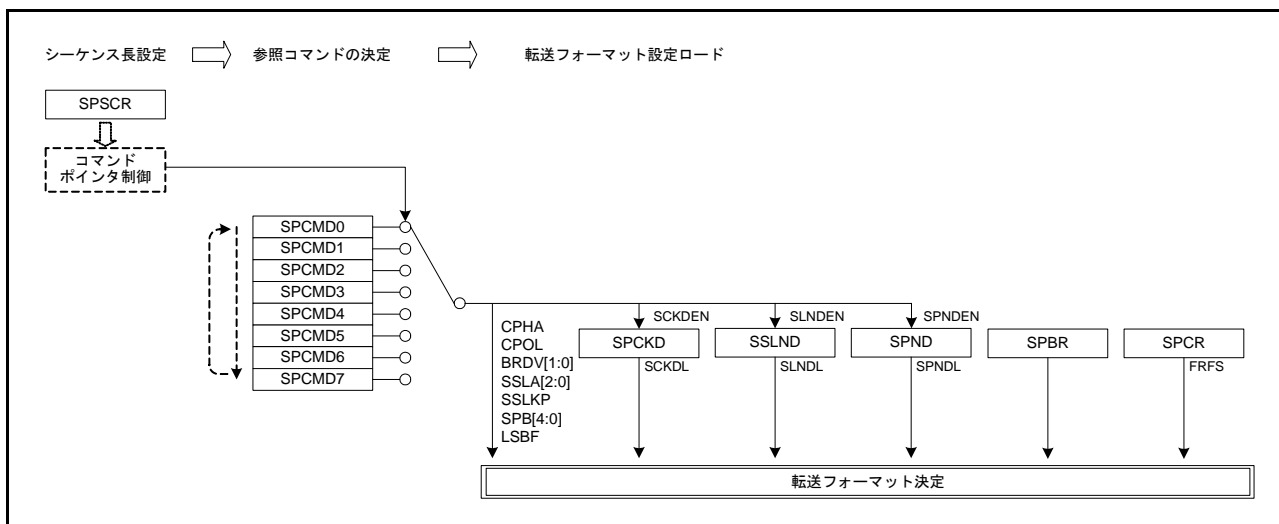 シーケンス長設定
参照コマンドの決定
転送フォーマット設定ロード
SPSCR
コマンド
ポインタ制御
SPCMD0
SPCMD1
SPCMD2
SPCMD3
SPCMD4
SPCMD5
SPCMD6
SPCMD7
CPHA
CPOL
BRDV[1:0]
SSLA[2:0]
SSLKP
SPB[4:0]
LSBF
SCKDEN
SPCKD
SCKDL
SLNDEN
SSLND
SLNDL
SPNDEN
SPND
SPNDL
SPBR
SPCR
FRFS
転送フォーマット決定